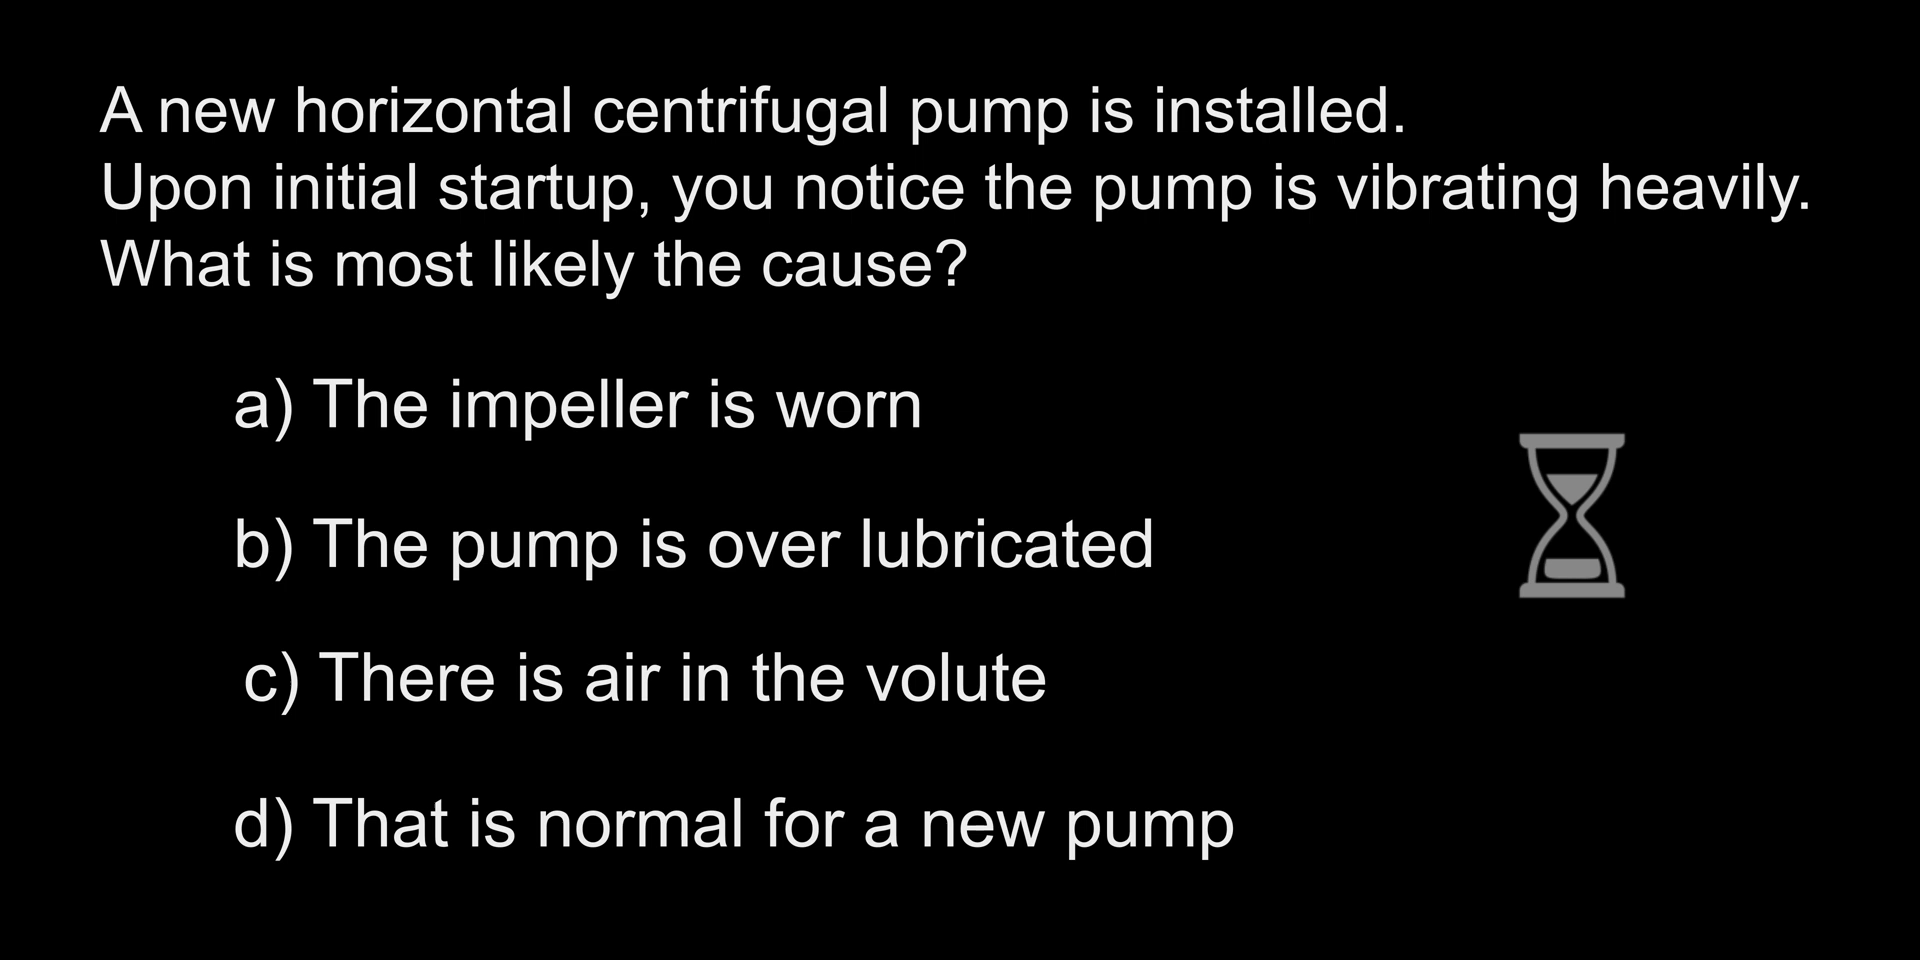 A new horizontal centrifugal pump is installed.
Upon initial startup, you notice the pump is vibrating heavily.
What is most likely the cause?
a) The impeller is worn
b) The pump is over lubricated
c) There is air in the volute
d) That is normal for a new pump